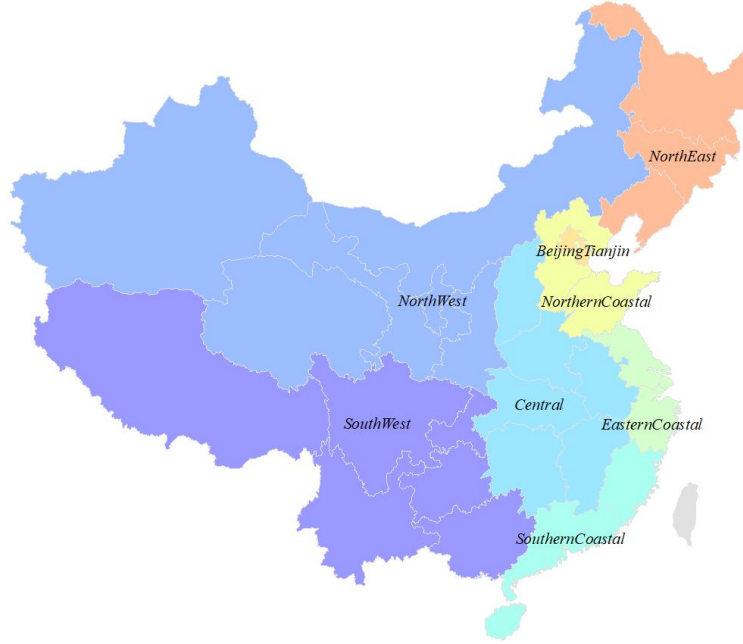 NorthEast
BeijingTianjin
NorthWest
NorthernCoastal
Central
SouthWest
EasternCoastal
SouthernCoastal